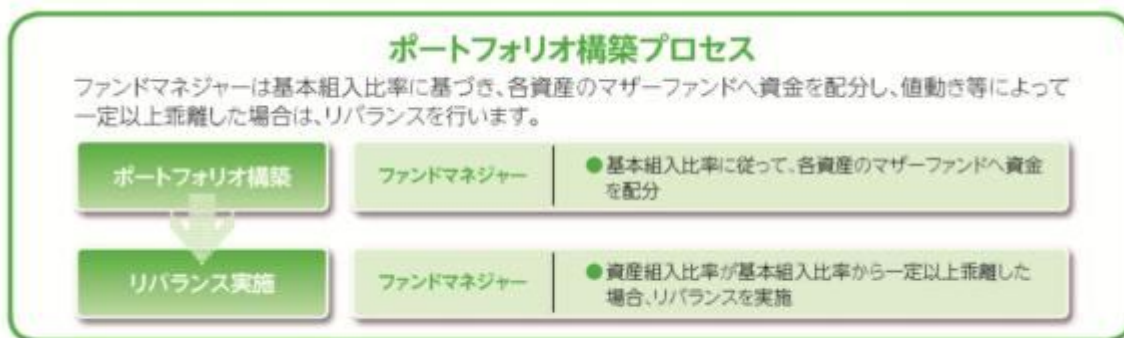 ポートフォリオ構築プロセス
ファンドマネジャーは基本組入比率に基づき、各資産のマザーファンドへ資金を配分し、値動き等によって
一定以上乖離した場合は、リバランスを行います。
ポートフォリオ構築
ファンドマネジャー
●基本組入比率に従って、各資産のマザーファンドへ資金
を配分
リバランス実施
ファンドマネジャー
●資産組入比率が基本組入比率から一定以上乖離した
場合、リバランスを実施